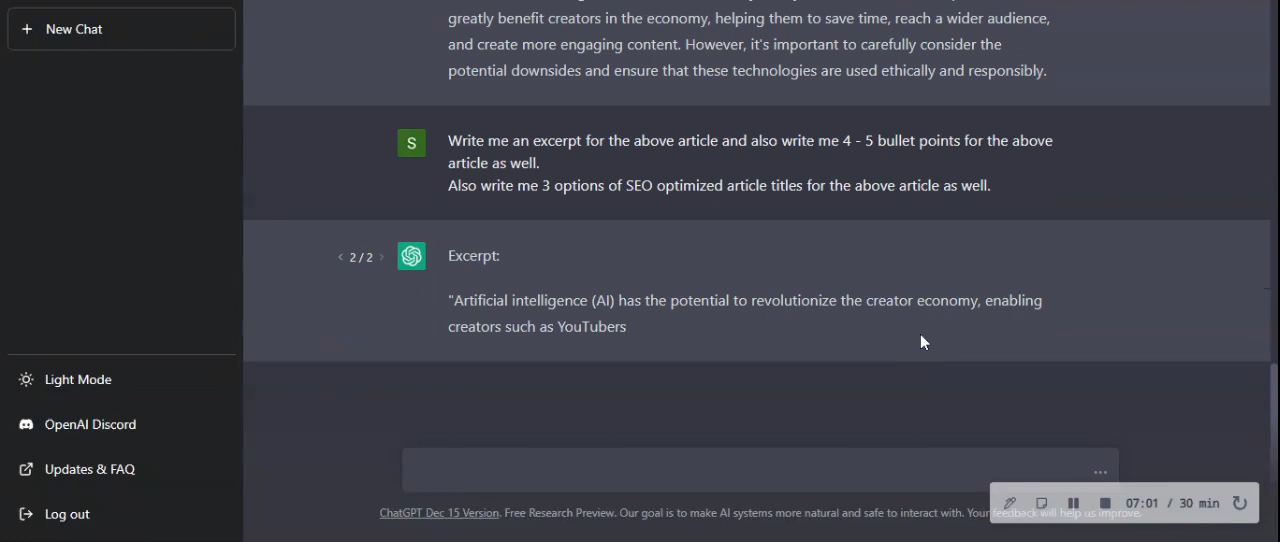 New Chat
greatly benefit creators in the economy, helping them to save time, reach a wider audience,
and create more engaging content. However, it's important to carefully consider the
potential downsides and ensure that these technologies are used ethically and responsibly.
S
Write me an excerpt for the above article and also write me 4 - 5 bullet points for the above
article as well.
Also write me 3 options of SEO optimized article titles for the above article as well.
< 2 / 2 >
Excerpt:
"Artificial intelligence (AI) has the potential to revolutionize the creator economy, enabling
creators such as YouTubers
Light Mode
OpenAI Discord
Updates & FAQ
Log out
...
07:01 / 30 min
ChatGPT Dec 15 Version. Free Research Preview. Our goal is to make AI systems more natural and safe to interact with. Your feedback will help us improve.